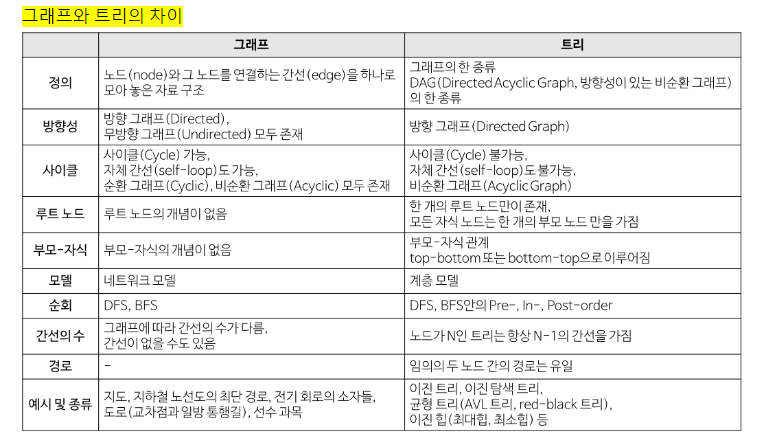 그래프와 트리의 차이
그래프 트리
정의
노드(node)와 그 노드를 연결하는 간선(edge)을 하나로
모아 놓은 자료 구조
그래프의 한 종류
DAG(Directed Acyclic Graph, 방향성이 있는 비순환 그래프)
의 한 종류
방향성
방향 그래프(Directed),
무방향 그래프(Undirected) 모두 존재
방향 그래프(Directed Graph)
사이클
사이클(Cycle) 가능,
자체 간선(self-loop)도 가능,
순환 그래프(Cyclic), 비순환 그래프(Acyclic) 모두 존재
사이클(Cycle) 불가능,
자체 간선(self-loop)도 불가능,
비순환 그래프(Acyclic Graph)
루트 노드
루트 노드의 개념이 없음
한 개의 루트 노드만이 존재,
모든 자식 노드는 한 개의 부모 노드 만을 가짐
부모-자식
부모-자식의 개념이 없음
부모-자식 관계
top-bottom 또는 bottom-top으로 이루어짐
모델
네트워크 모델
계층 모델
순회
DFS, BFS
DFS, BFS안의 Pre-, In-, Post-order
간선의 수
그래프에 따라 간선의 수가 다름,
간선이 없을 수도 있음
노드가 N인 트리는 항상 N-1의 간선을 가짐
경로
-
임의의 두 노드 간의 경로는 유일
예시 및 종류
지도, 지하철 노선도의 최단 경로, 전기 회로의 소자들,
도로(교차점과 일방 통행길), 선수 과목
이진 트리, 이진 탐색 트리,
균형 트리(AVL 트리, red-black 트리),
이진 힙(최대힙, 최소힙) 등